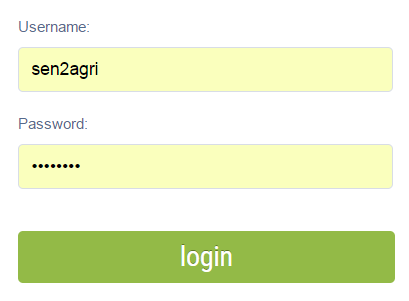 Username:
sen2agri
Password:
••••••••
login